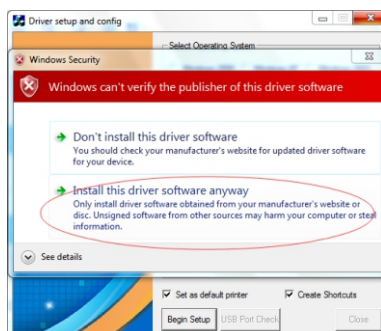 Driver setup and config
Select Operating System
Windows Security
Windows can't verify the publisher of this driver software
Don't install this driver software
You should check your manufacturer's website for updated driver software
for your device.
Install this driver software anyway
Only install driver software obtained from your manufacturer's website or
disc. Unsigned software from other sources may harm your computer or steal
information.
See details
Set as default printer
Create Shortcuts
Begin Setup
USB Port Check
Close